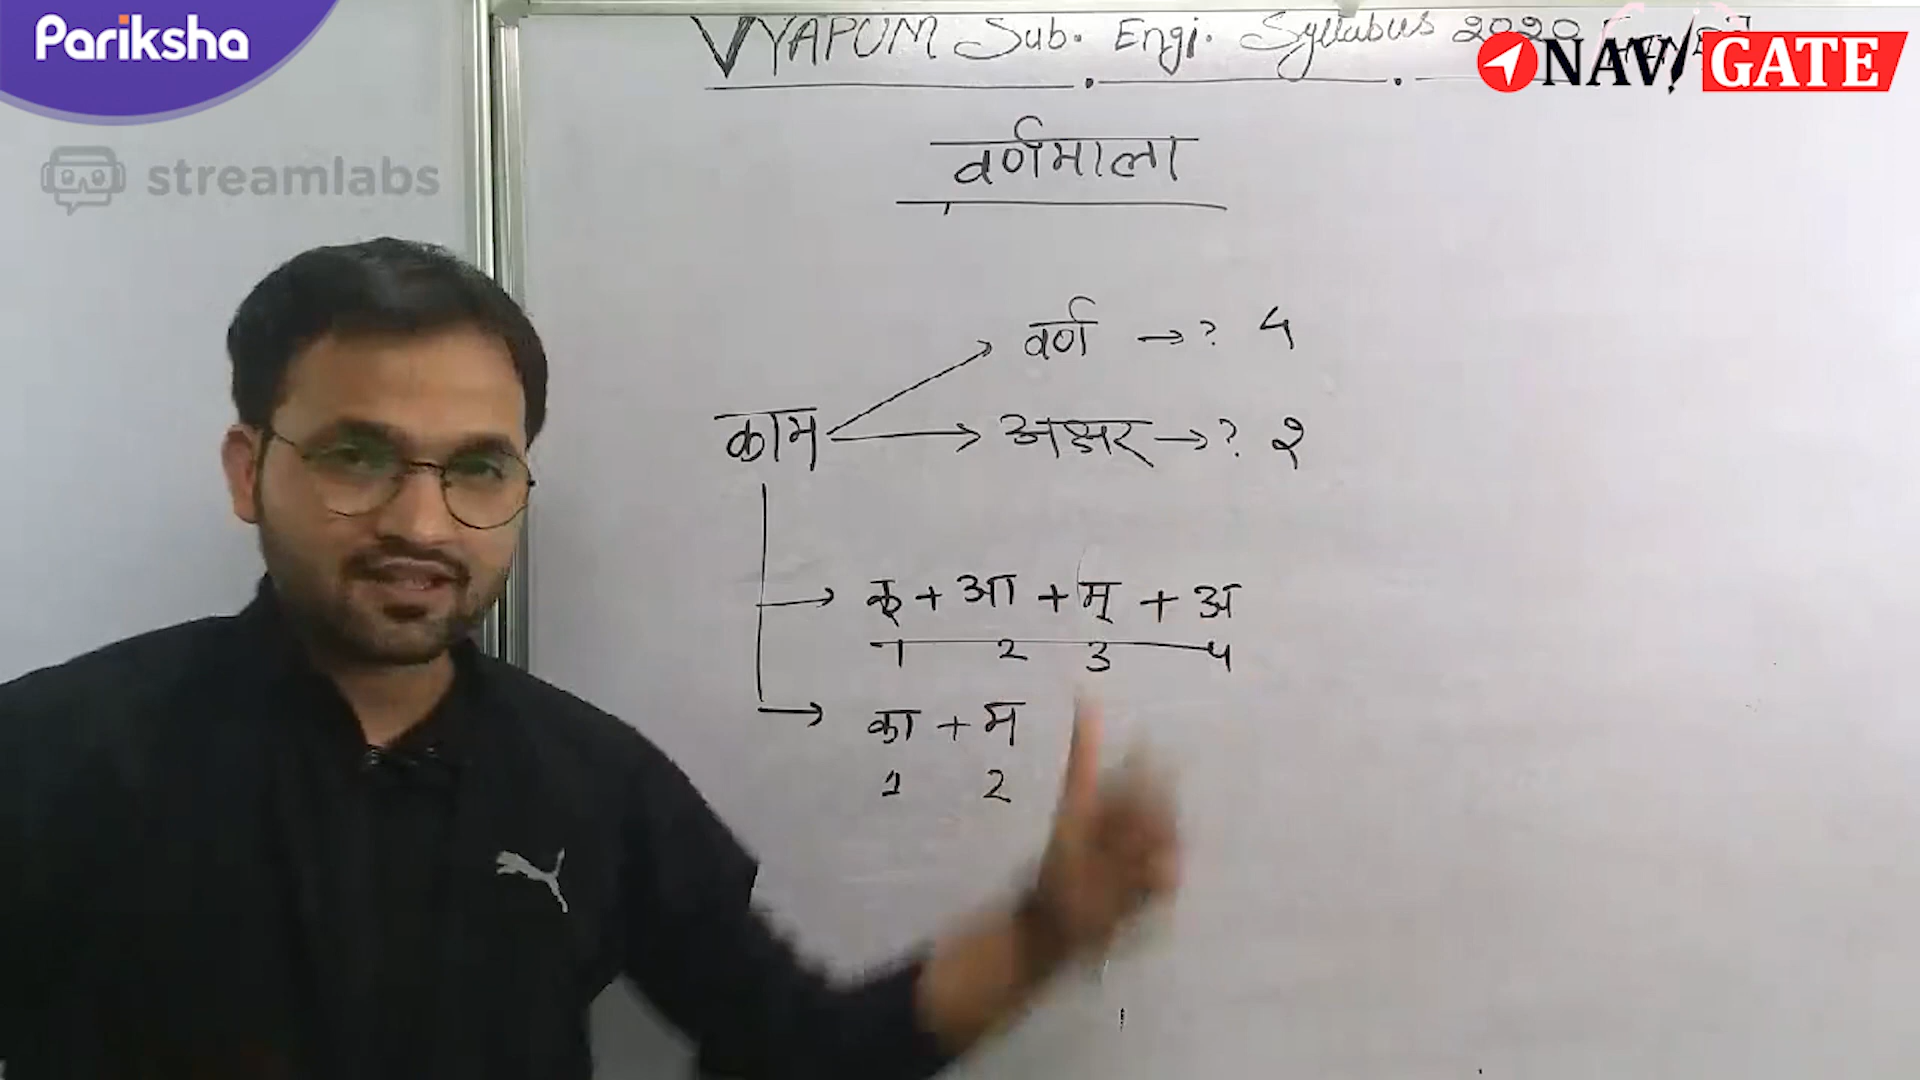 Pariksha
streamlabs
NAV!GATE
VYAPUM Sub. Engi. Syllabus 2020
वर्णमाला
वर्ण → ? 4
काम
अक्षर → ? २
→ क् + आ + म् + अ
1 2 3 4
→ का + म
1 2